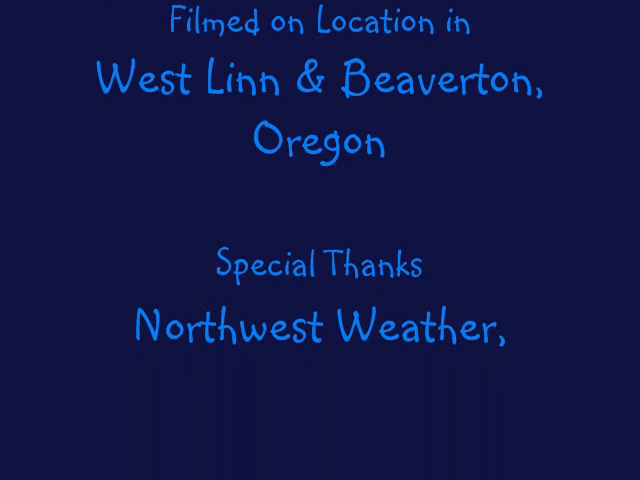 Filmed on Location in
West Linn & Beaverton,
Oregon
Special Thanks
Northwest Weather,